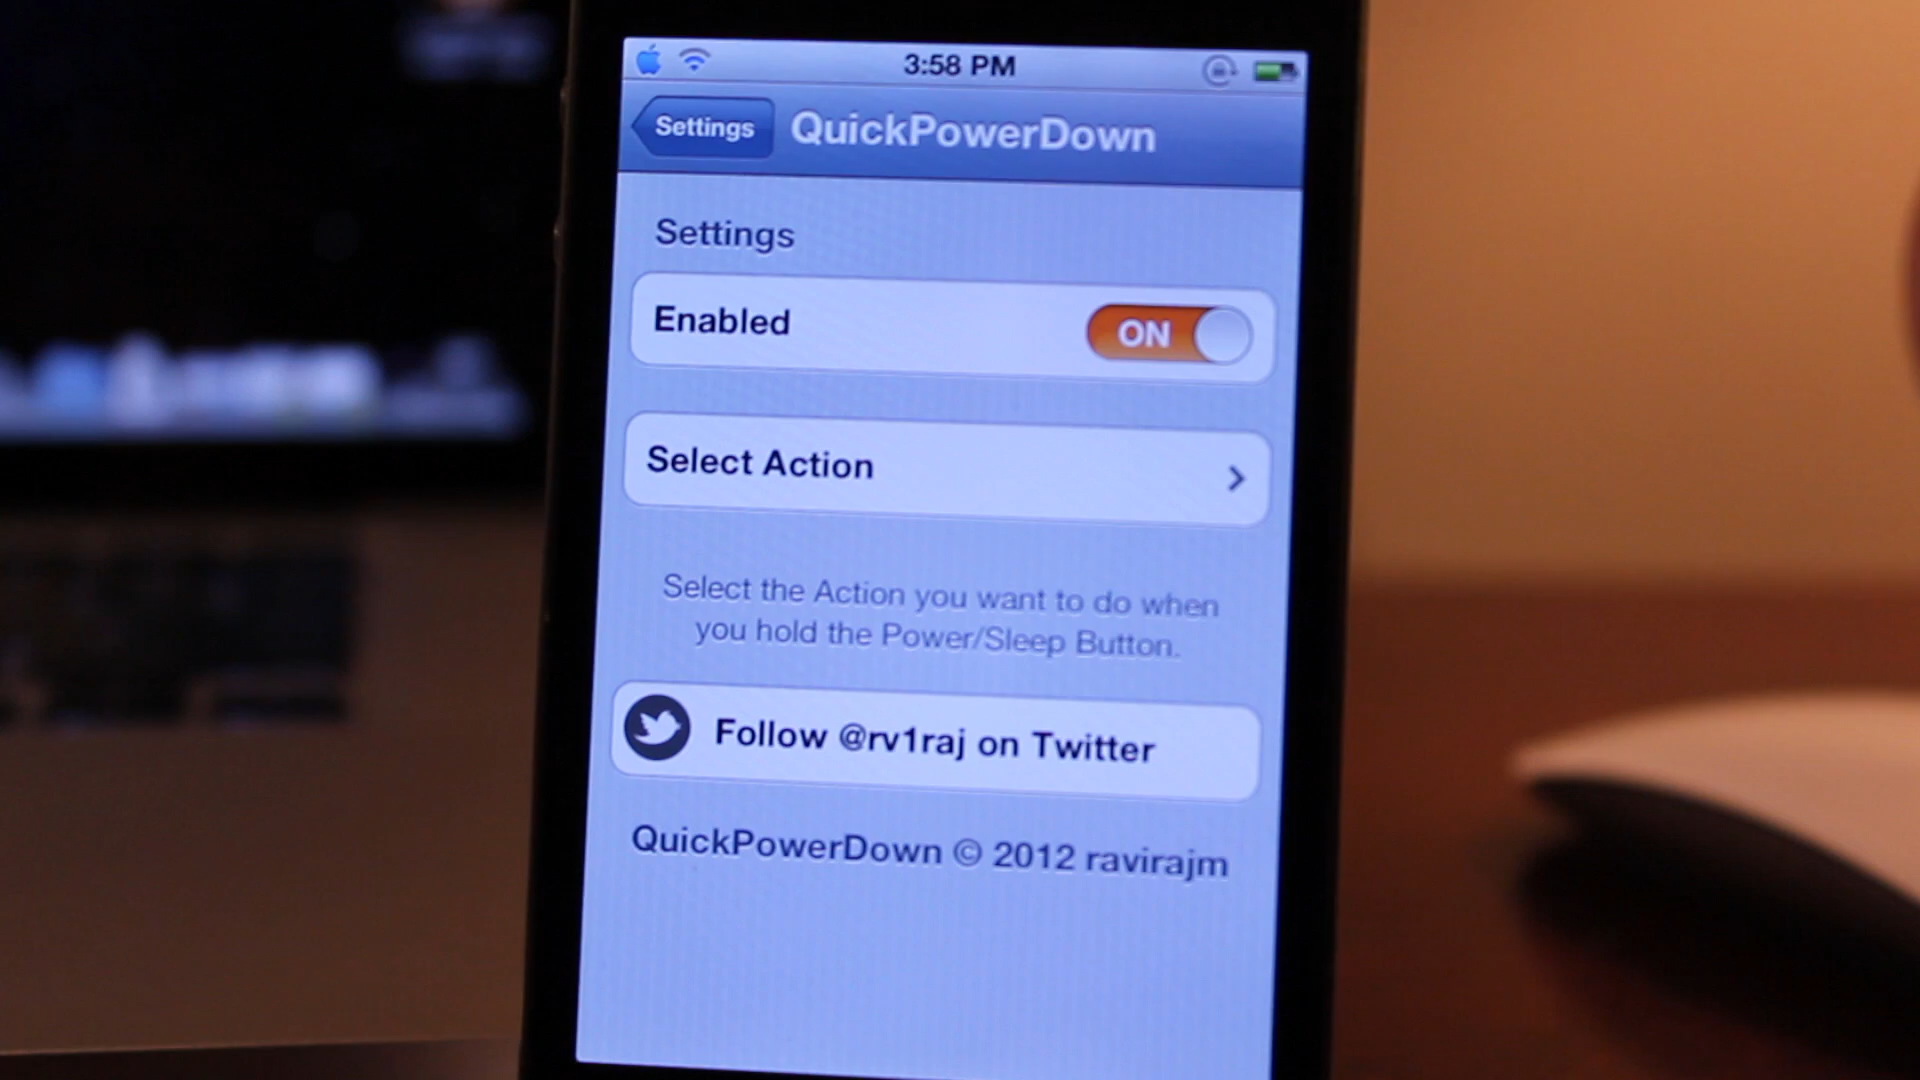 3:58 PM
Settings
QuickPowerDown
Settings
Enabled
ON
Select Action
Select the Action you want to do when
you hold the Power/Sleep Button.
Follow @rv1raj on Twitter
QuickPowerDown © 2012 ravirajm